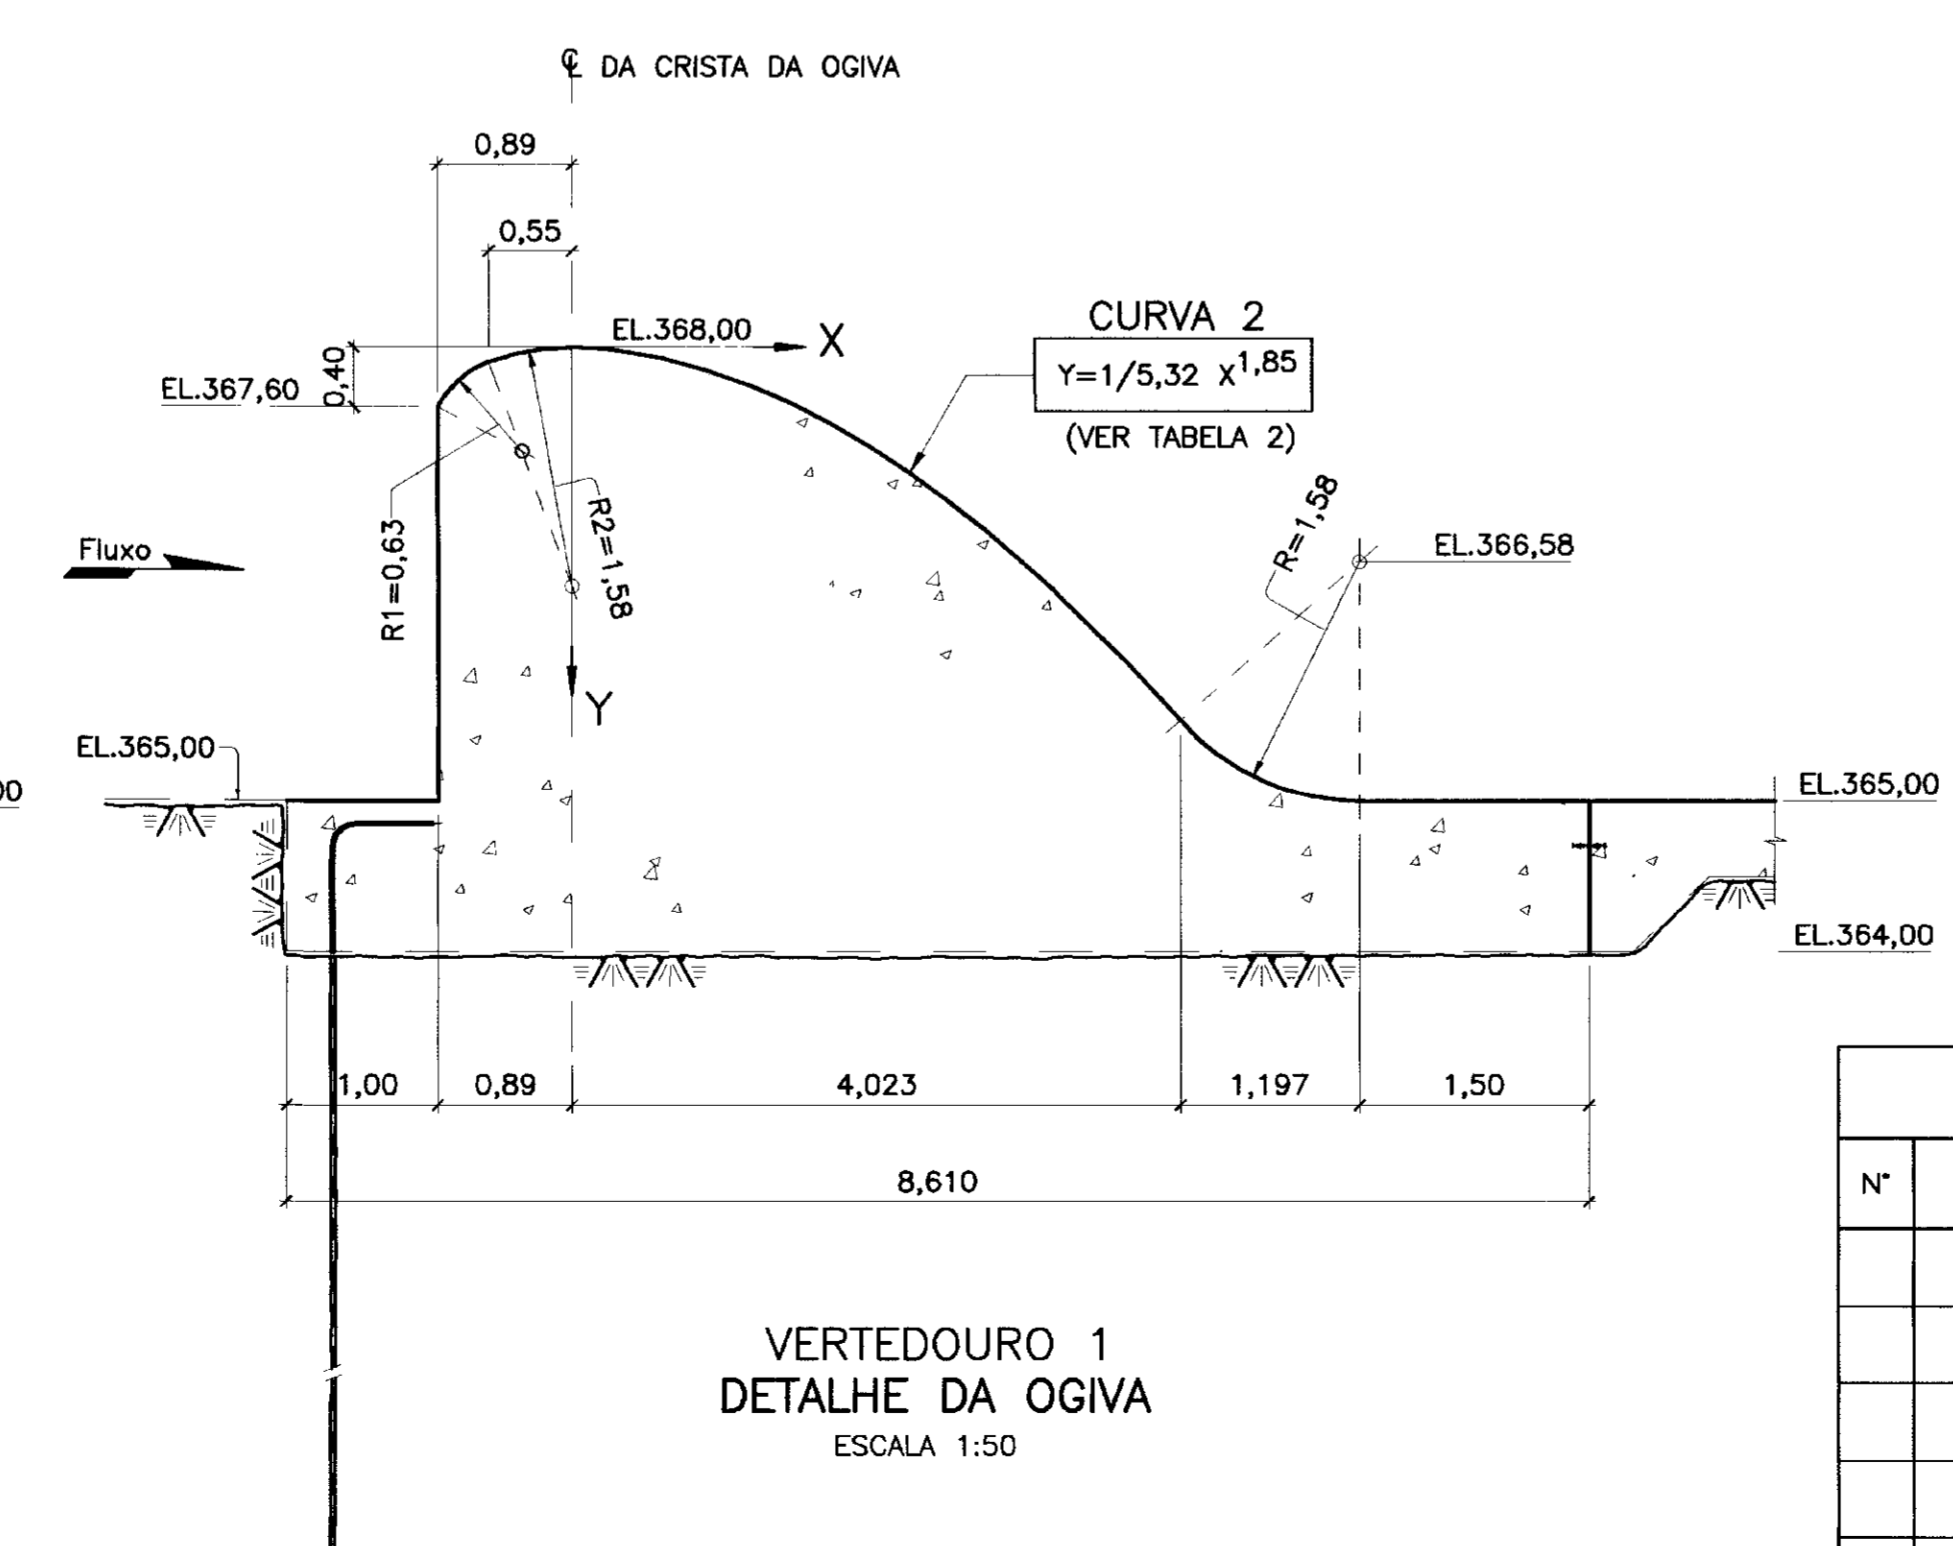 ℄ DA CRISTA DA OGIVA
0,89
0,55
EL.368,00
X
CURVA 2
Y=1/5,32 X^1,85
(VER TABELA 2)
0,40
EL.367,60
R1=0,63
R2=1,58
R=1,58
EL.366,58
Fluxo
Y
EL.365,00
00
EL.365,00
EL.364,00
1,00
0,89
4,023
1,197
1,50
8,610
N°
VERTEDOURO 1
DETALHE DA OGIVA
ESCALA 1:50